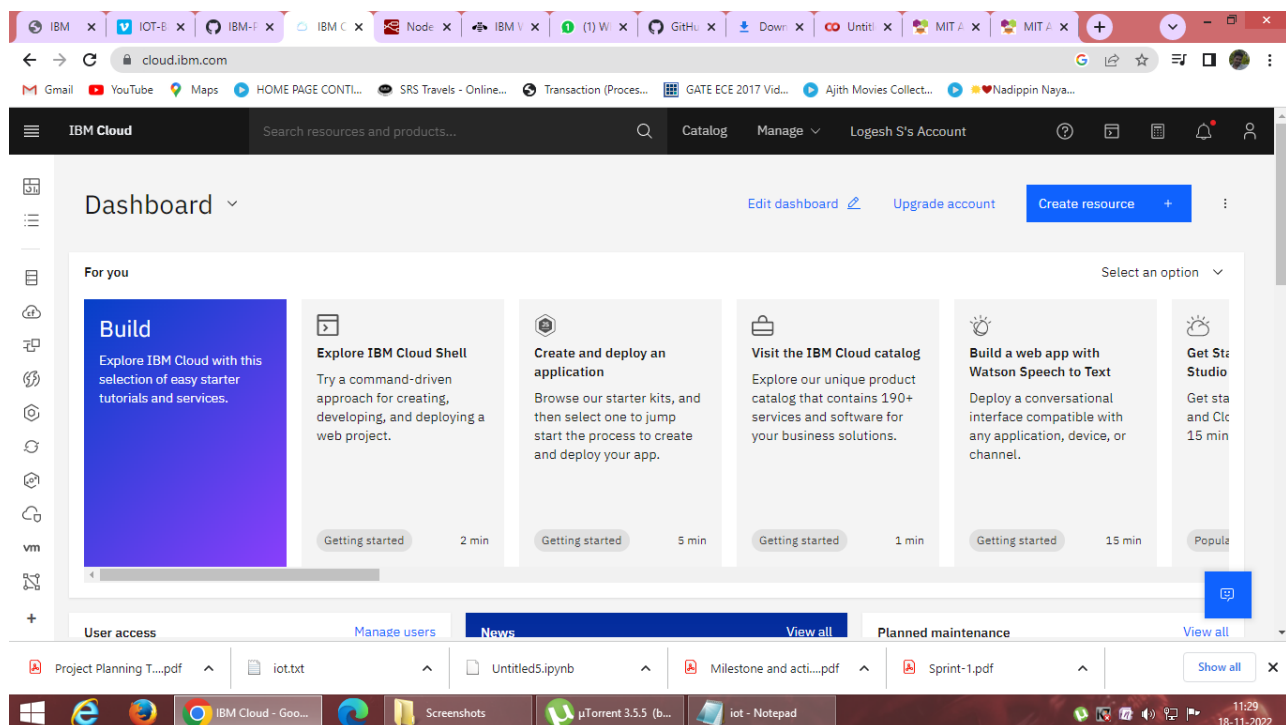 IBM
IOT-B
IBM-P
IBM C
Node
IBM V
(1) W
GitHu
Down
Untitl
MIT A
MIT A
cloud.ibm.com
Gmail
YouTube
Maps
HOME PAGE CONTI...
SRS Travels - Online...
Transaction (Proces...
GATE ECE 2017 Vid...
Ajith Movies Collect...
Nadippin Naya...
IBM Cloud
Search resources and products...
Catalog
Manage
Logesh S's Account
Dashboard
Edit dashboard
Upgrade account
Create resource +
For you
Select an option
Build
Explore IBM Cloud with this
selection of easy starter
tutorials and services.
Explore IBM Cloud Shell
Try a command-driven
approach for creating,
developing, and deploying a
web project.
Getting started
2 min
Create and deploy an
application
Browse our starter kits, and
then select one to jump
start the process to create
and deploy your app.
Getting started
5 min
Visit the IBM Cloud catalog
Explore our unique product
catalog that contains 190+
services and software for
your business solutions.
Getting started
1 min
Build a web app with
Watson Speech to Text
Deploy a conversational
interface compatible with
any application, device, or
channel.
Getting started
15 min
Get Sta
Studio
Get sta
and Clo
15 min
Popula
vm
User access
Manage users
News
View all
Planned maintenance
View all
Project Planning T....pdf
iot.txt
Untitled5.ipynb
Milestone and acti....pdf
Sprint-1.pdf
Show all
IBM Cloud - Goo...
Screenshots
µTorrent 3.5.5 (b...
iot - Notepad
11:29
18-11-2022